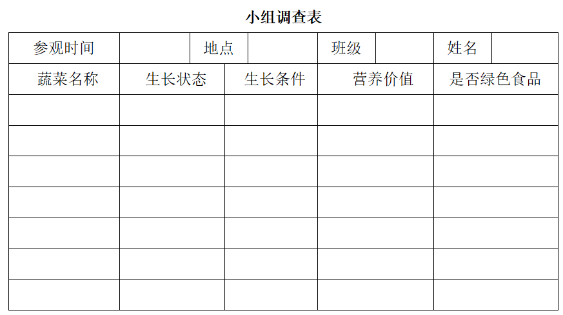 小组调查表
参观时间 地点 班级 姓名
蔬菜名称 生长状态 生长条件 营养价值 是否绿色食品